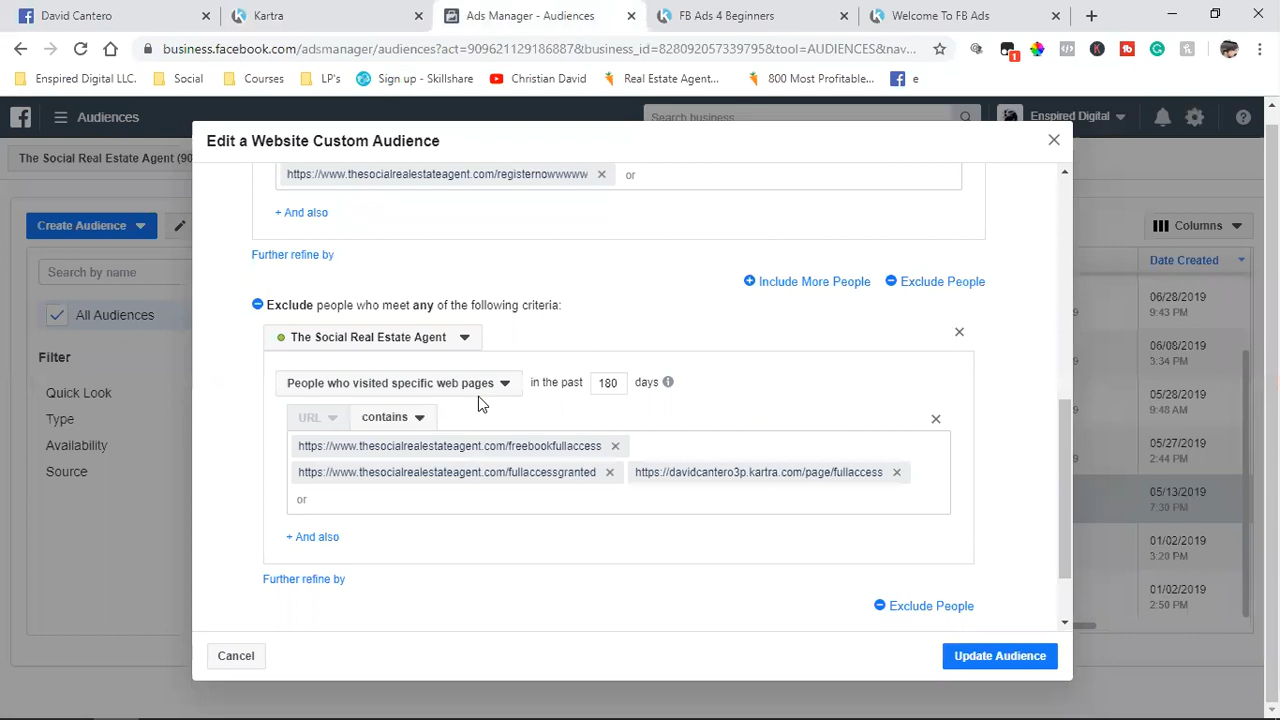 David Cantero
Kartra
Ads Manager - Audiences
FB Ads 4 Beginners
Welcome To FB Ads
business.facebook.com/adsmanager/audiences?act=909621129186887&business_id=828092057339795&tool=AUDIENCES&nav...
1
Enspired Digital LLC.
Social
Courses
LP's
Sign up - Skillshare
Christian David
Real Estate Agent...
800 Most Profitable...
e
Audiences
Search business
Enspired Digital
The Social Real Estate Agent (90
Edit a Website Custom Audience
https://www.thesocialrealestateagent.com/registernowwwww
or
+ And also
Further refine by
Include More People
Exclude People
Exclude people who meet any of the following criteria:
The Social Real Estate Agent
People who visited specific web pages
in the past
180
days
URL
contains
https://www.thesocialrealestateagent.com/freebookfullaccess
https://www.thesocialrealestateagent.com/fullaccessgranted
https://davidcantero3p.kartra.com/page/fullaccess
or
+ And also
Further refine by
Exclude People
Cancel
Update Audience
Create Audience
Search by name
All Audiences
Filter
Quick Look
Type
Availability
Source
Columns
Date Created
06/28/2019
9:43 PM
06/08/2019
3:34 PM
05/28/2019
9:48 AM
05/27/2019
2:43 PM
05/13/2019
7:30 PM
01/02/2019
3:20 PM
01/02/2019
2:50 PM